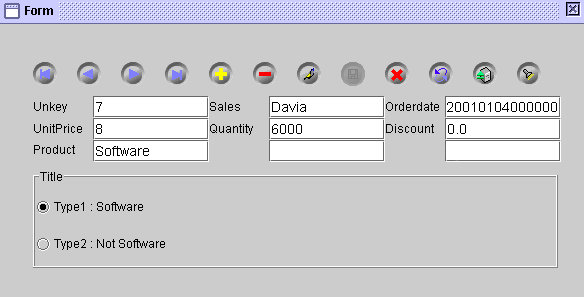 Form
Unkey 7 Sales Davia Orderdate 20010104000000
UnitPrice 8 Quantity 6000 Discount 0.0
Product Software
Title
Type1 : Software
Type2 : Not Software